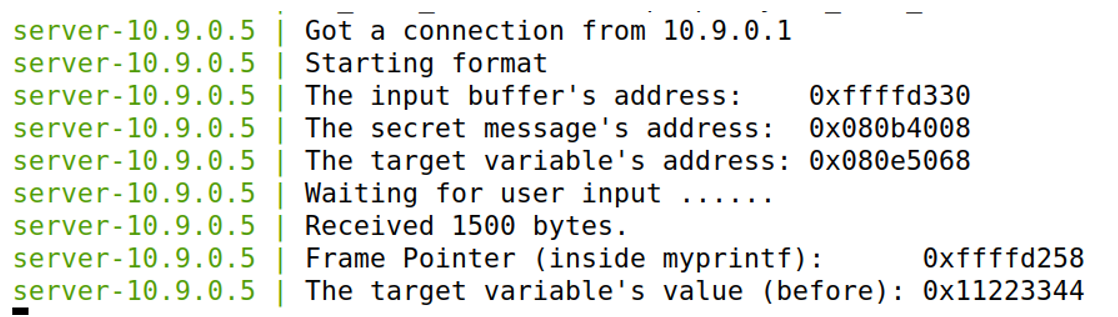 server-10.9.0.5 | Got a connection from 10.9.0.1
server-10.9.0.5 | Starting format
server-10.9.0.5 | The input buffer's address:    0xffffd330
server-10.9.0.5 | The secret message's address:  0x080b4008
server-10.9.0.5 | The target variable's address: 0x080e5068
server-10.9.0.5 | Waiting for user input ......
server-10.9.0.5 | Received 1500 bytes.
server-10.9.0.5 | Frame Pointer (inside myprintf):      0xffffd258
server-10.9.0.5 | The target variable's value (before): 0x11223344